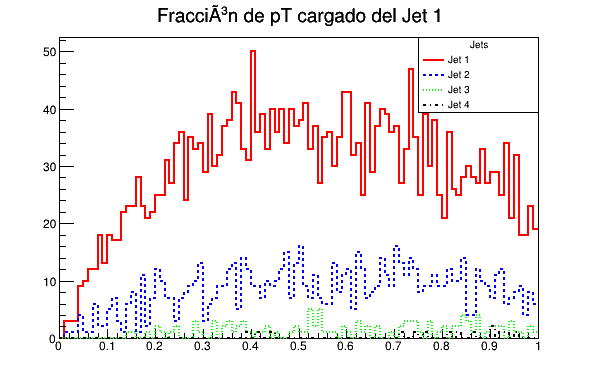 FracciÃ³n de pT cargado del Jet 1
Jets
Jet 1
Jet 2
Jet 3
Jet 4
50
40
30
20
10
0
0 0.1 0.2 0.3 0.4 0.5 0.6 0.7 0.8 0.9 1